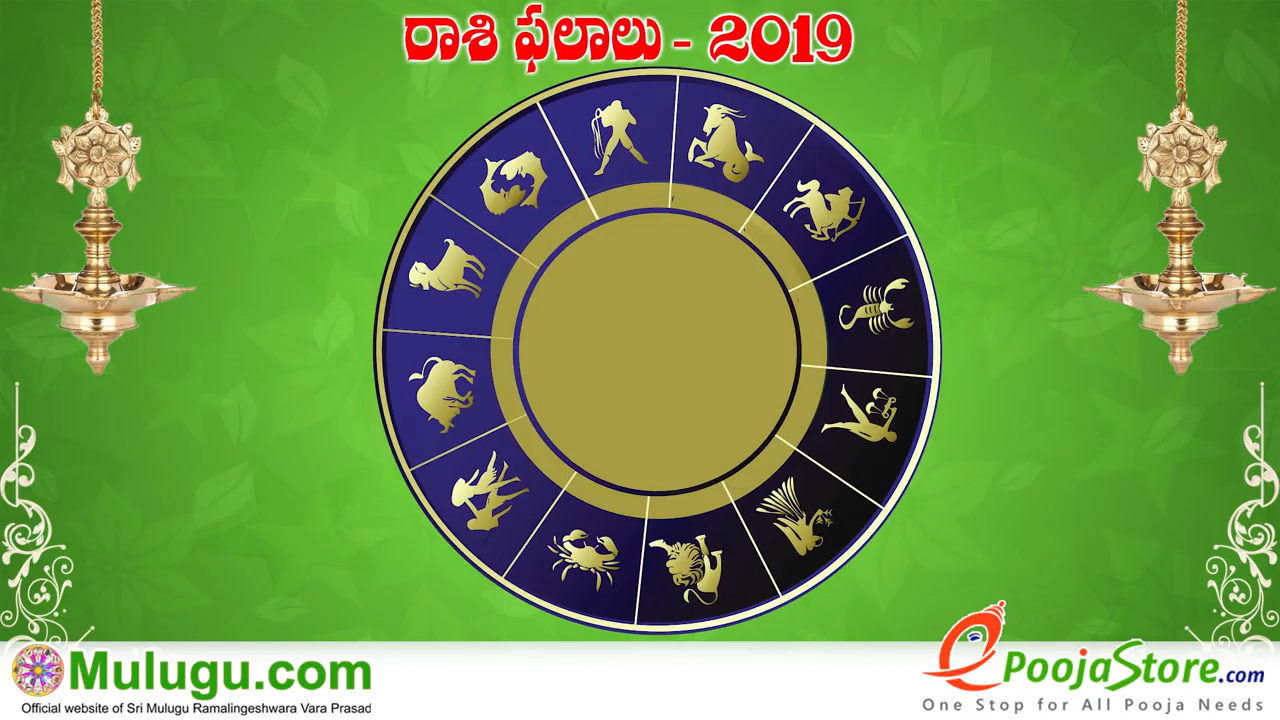 రాశి ఫలాలు - 2019
Mulugu.com
Official website of Sri Mulugu Ramalingeshwara Vara Prasad
ePoojaStore.com
One Stop for All Pooja Needs